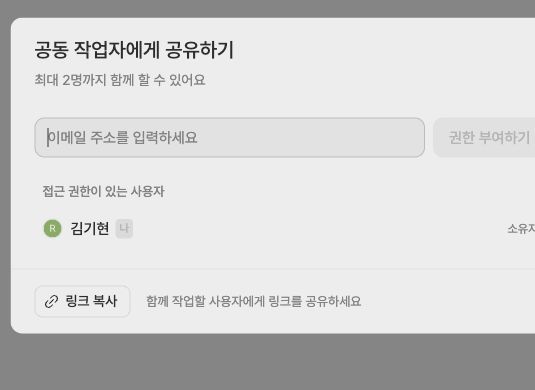 공동 작업자에게 공유하기
최대 2명까지 함께 할 수 있어요
이메일 주소를 입력하세요 권한 부여하기
접근 권한이 있는 사용자
R 김기현 나 소유자
링크 복사 함께 작업할 사용자에게 링크를 공유하세요